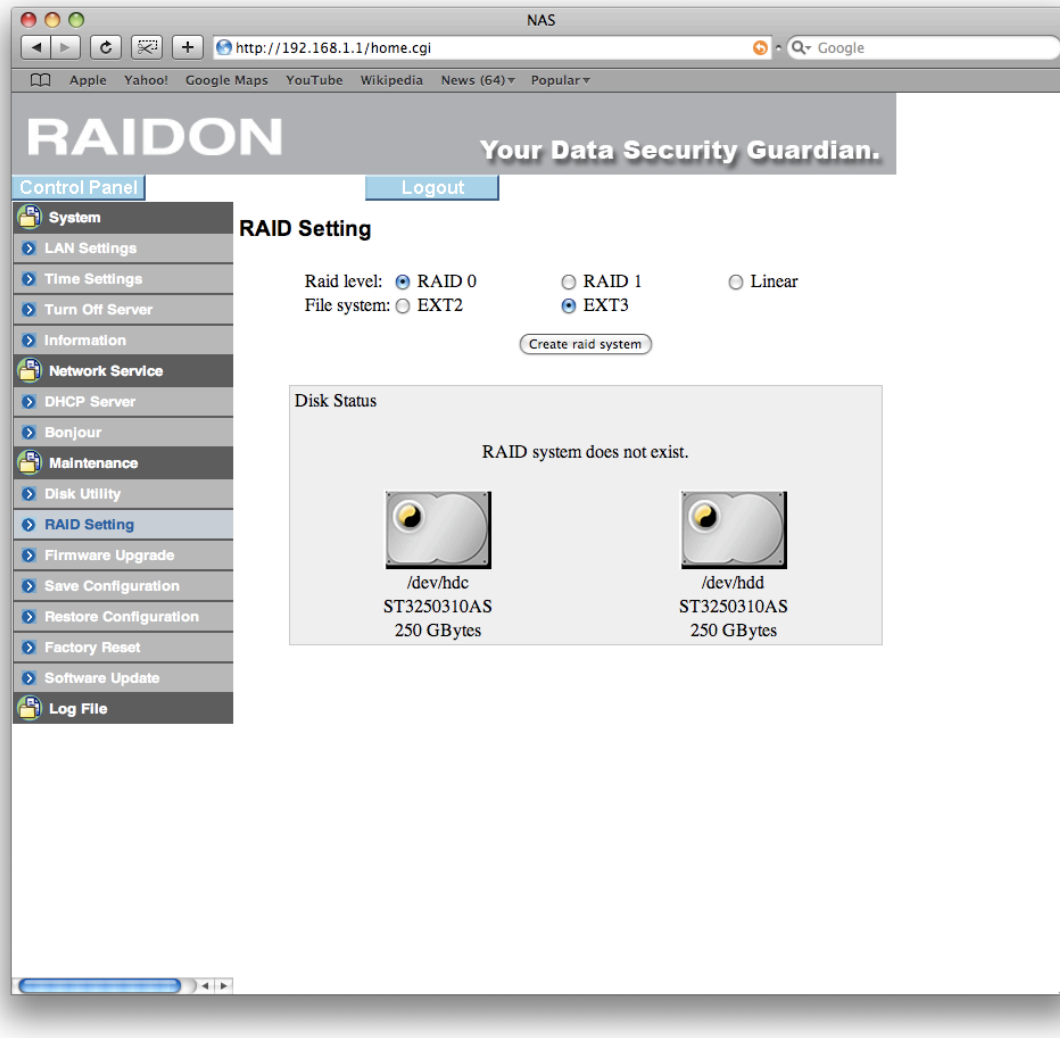 NAS
http://192.168.1.1/home.cgi
Google
Apple Yahoo! Google Maps YouTube Wikipedia News (64) Popular
RAIDON
Your Data Security Guardian.
Control Panel
Logout
System
LAN Settings
Time Settings
Turn Off Server
Information
Network Service
DHCP Server
Bonjour
Maintenance
Disk Utility
RAID Setting
Firmware Upgrade
Save Configuration
Restore Configuration
Factory Reset
Software Update
Log File
RAID Setting
Raid level: RAID 0 RAID 1 Linear
File system: EXT2 EXT3
Create raid system
Disk Status
RAID system does not exist.
/dev/hdc
ST3250310AS
250 GBytes
/dev/hdd
ST3250310AS
250 GBytes